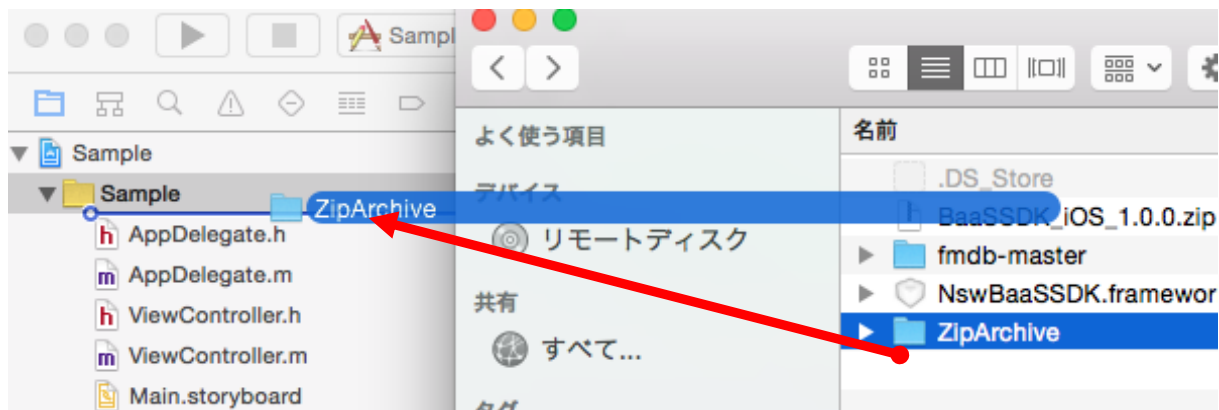 Sampl
Sample
Sample
ZipArchive
AppDelegate.h
AppDelegate.m
ViewController.h
ViewController.m
Main.storyboard
よく使う項目
デバイス
リモートディスク
共有
すべて...
タグ
名前
.DS_Store
BaaSSDK_iOS_1.0.0.zip
fmdb-master
NswBaaSSDK.framewor
ZipArchive